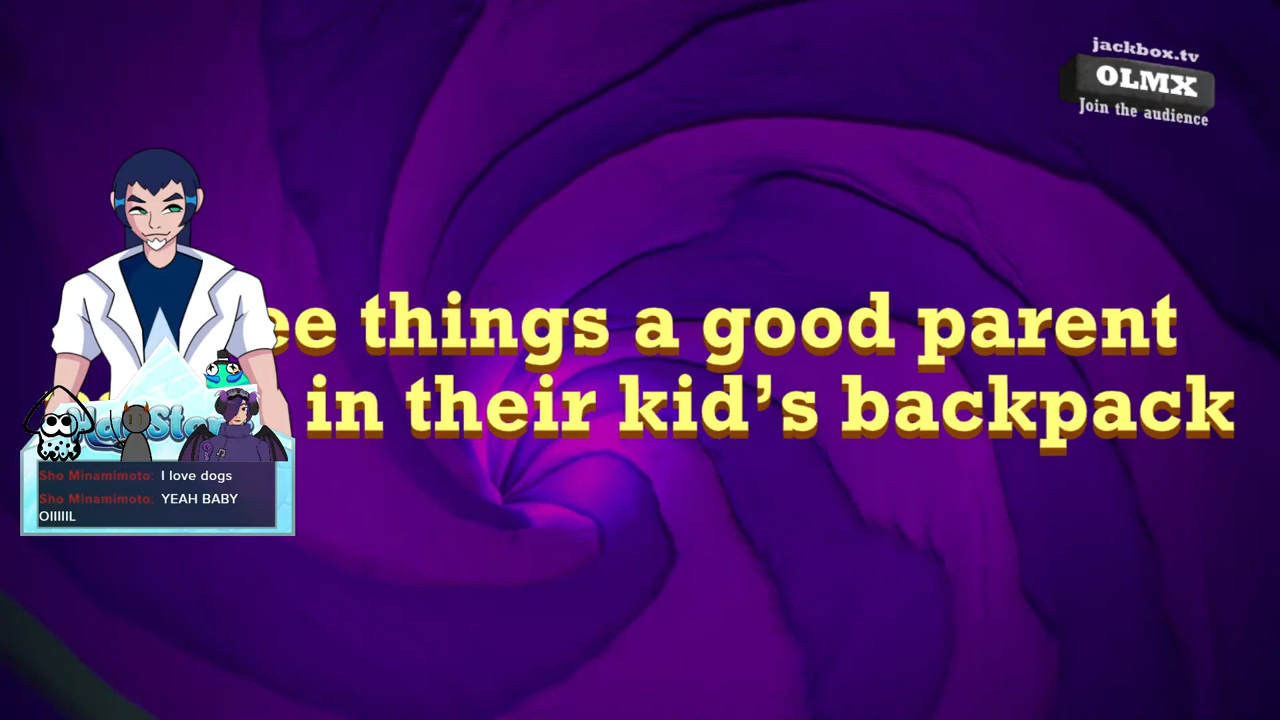 jackbox.tv
OLMX
Join the audience
things a good parent
in their kid's backpack
Sho Minamimoto: I love dogs
Sho Minamimoto: YEAH BABY
OIIIIIL